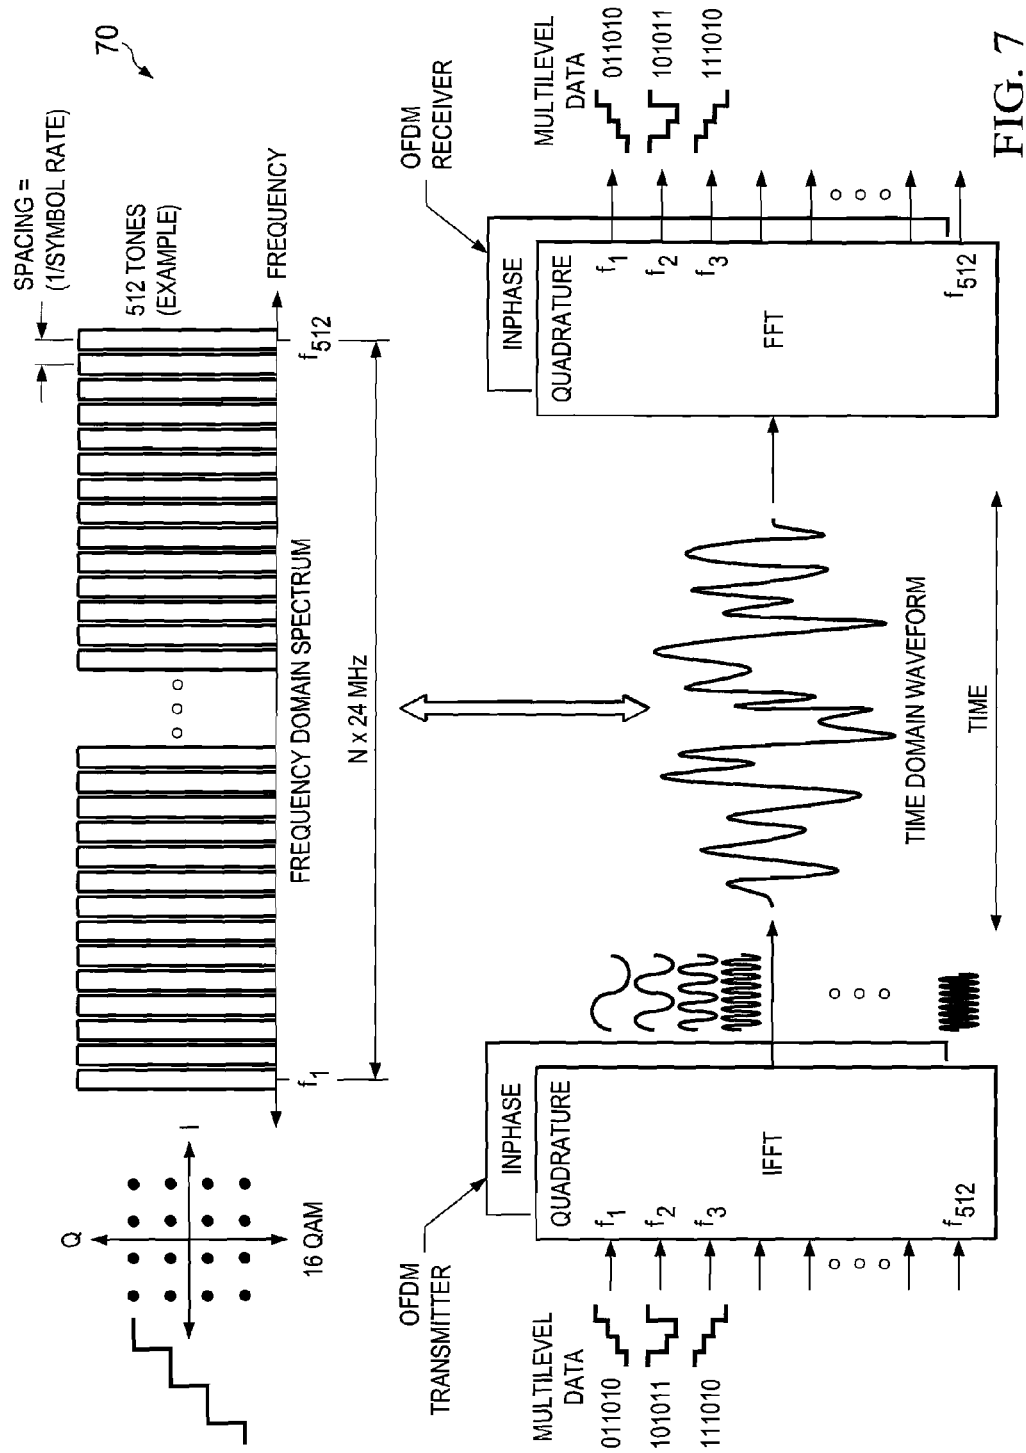 70
Q
I
16 QAM
SPACING =
(1/SYMBOL RATE)
512 TONES
(EXAMPLE)
FREQUENCY
f1
f512
FREQUENCY DOMAIN SPECTRUM
N x 24 MHz
OFDM
TRANSMITTER
INPHASE
QUADRATURE
MULTILEVEL
DATA
011010
101011
111010
f1
f2
f3
f512
IFFT
TIME DOMAIN WAVEFORM
TIME
OFDM
RECEIVER
INPHASE
QUADRATURE
FFT
f1
f2
f3
f512
MULTILEVEL
DATA
011010
101011
111010
FIG. 7